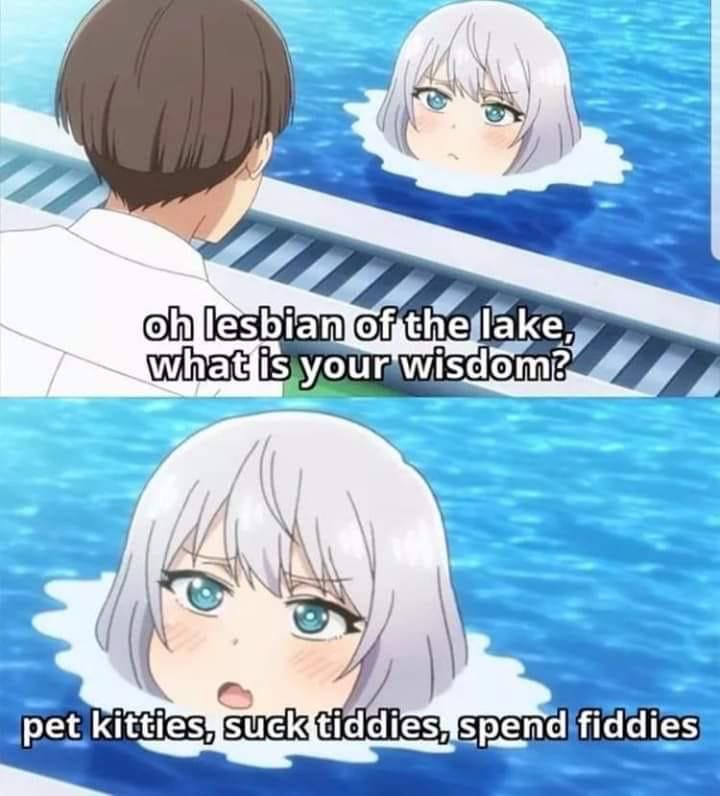 oh lesbian of the lake,
what is your wisdom?
pet kitties, suck tiddies, spend fiddies